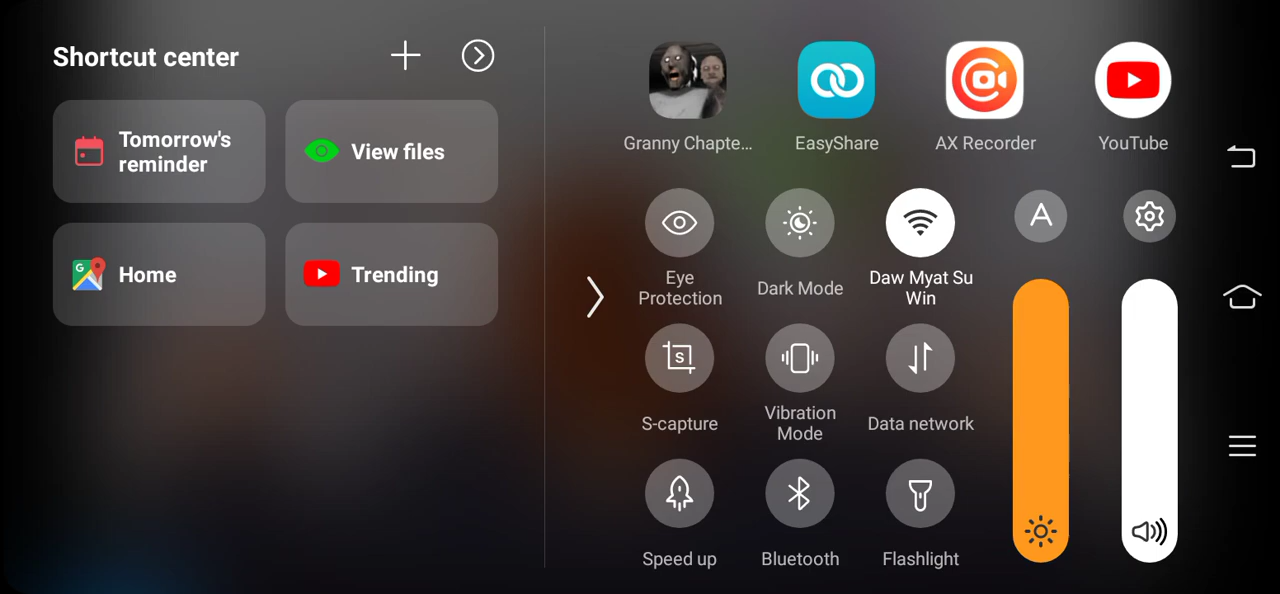 Shortcut center
Tomorrow's
reminder
View files
Home
Trending
Granny Chapte...
EasyShare
AX Recorder
YouTube
Eye
Protection
Dark Mode
Daw Myat Su
Win
A
S-capture
S
Vibration
Mode
Data network
Speed up
Bluetooth
Flashlight